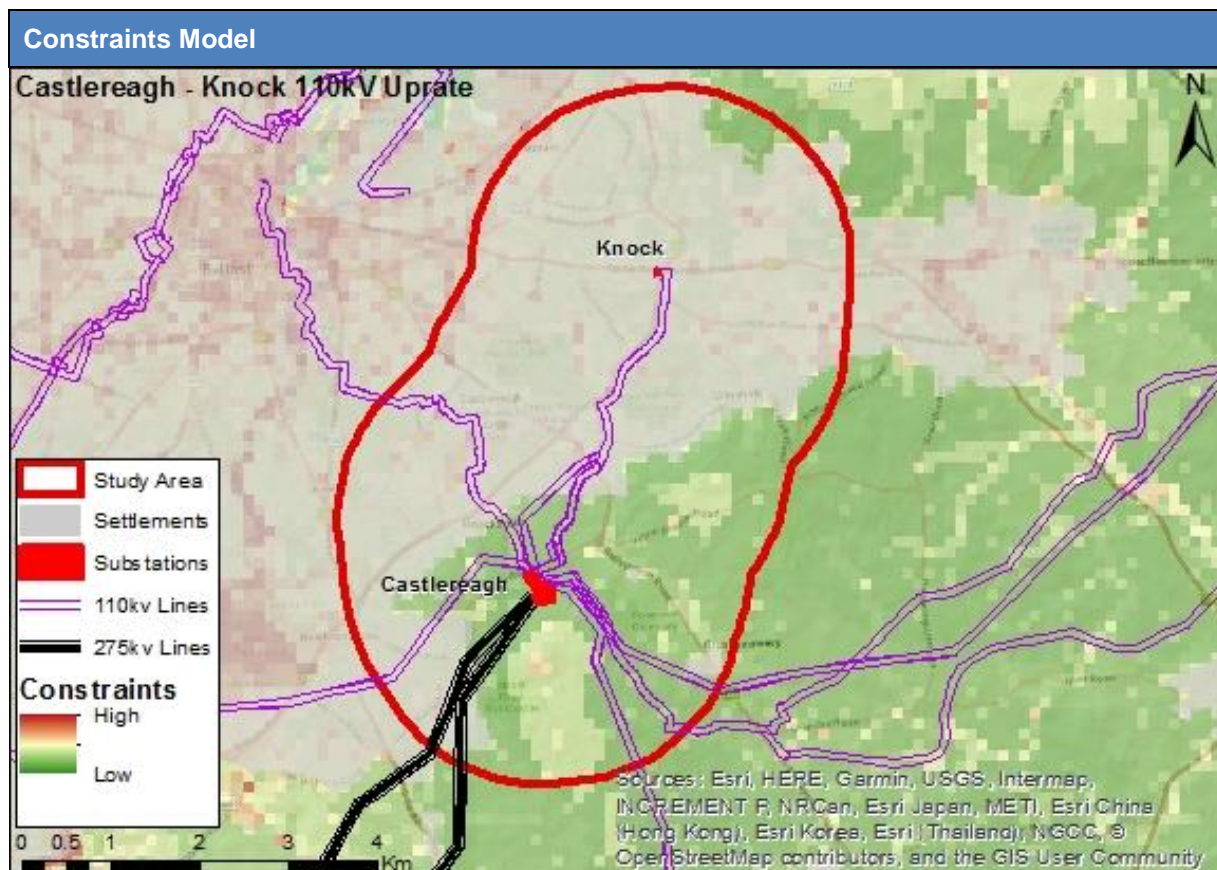 Constraints Model
Castlereagh - Knock 110kV Uprate
N
Knock
Castlereagh
Study Area
Settlements
Substations
110kv Lines
275kv Lines
Constraints
High
Low
0 0.5 1 2 3 4
Km
Sources: Esri, HERE, Garmin, USGS, Intermap,
INCREMENT P, NRCan, Esri Japan, METI, Esri China
(Hong Kong), Esri Korea, Esri (Thailand), NGCC, ©
OpenStreetMap contributors, and the GIS User Community